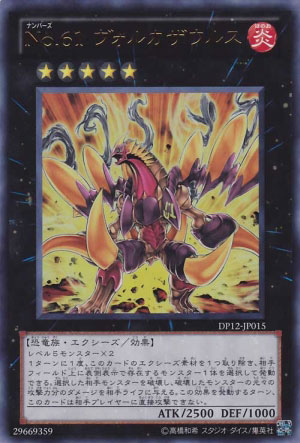 ナンバーズ
No.61 ヴォルカザウルス
ほのお
炎
DP12-JP015
【恐竜族・エクシーズ/効果】
レベル5モンスター×2
1ターンに1度、このカードのエクシーズ素材を1つ取り除き、相手
フィールド上に表側表示で存在するモンスター1体を選択して発動
できる。選択した相手モンスターを破壊し、破壊したモンスターの元々の
攻撃力分のダメージを相手ライフに与える。この効果を発動するターン
このカードは相手プレイヤーに直接攻撃できない。
ATK/2500 DEF/1000
29669359
©高橋和希 スタジオ・ダイス/集英社